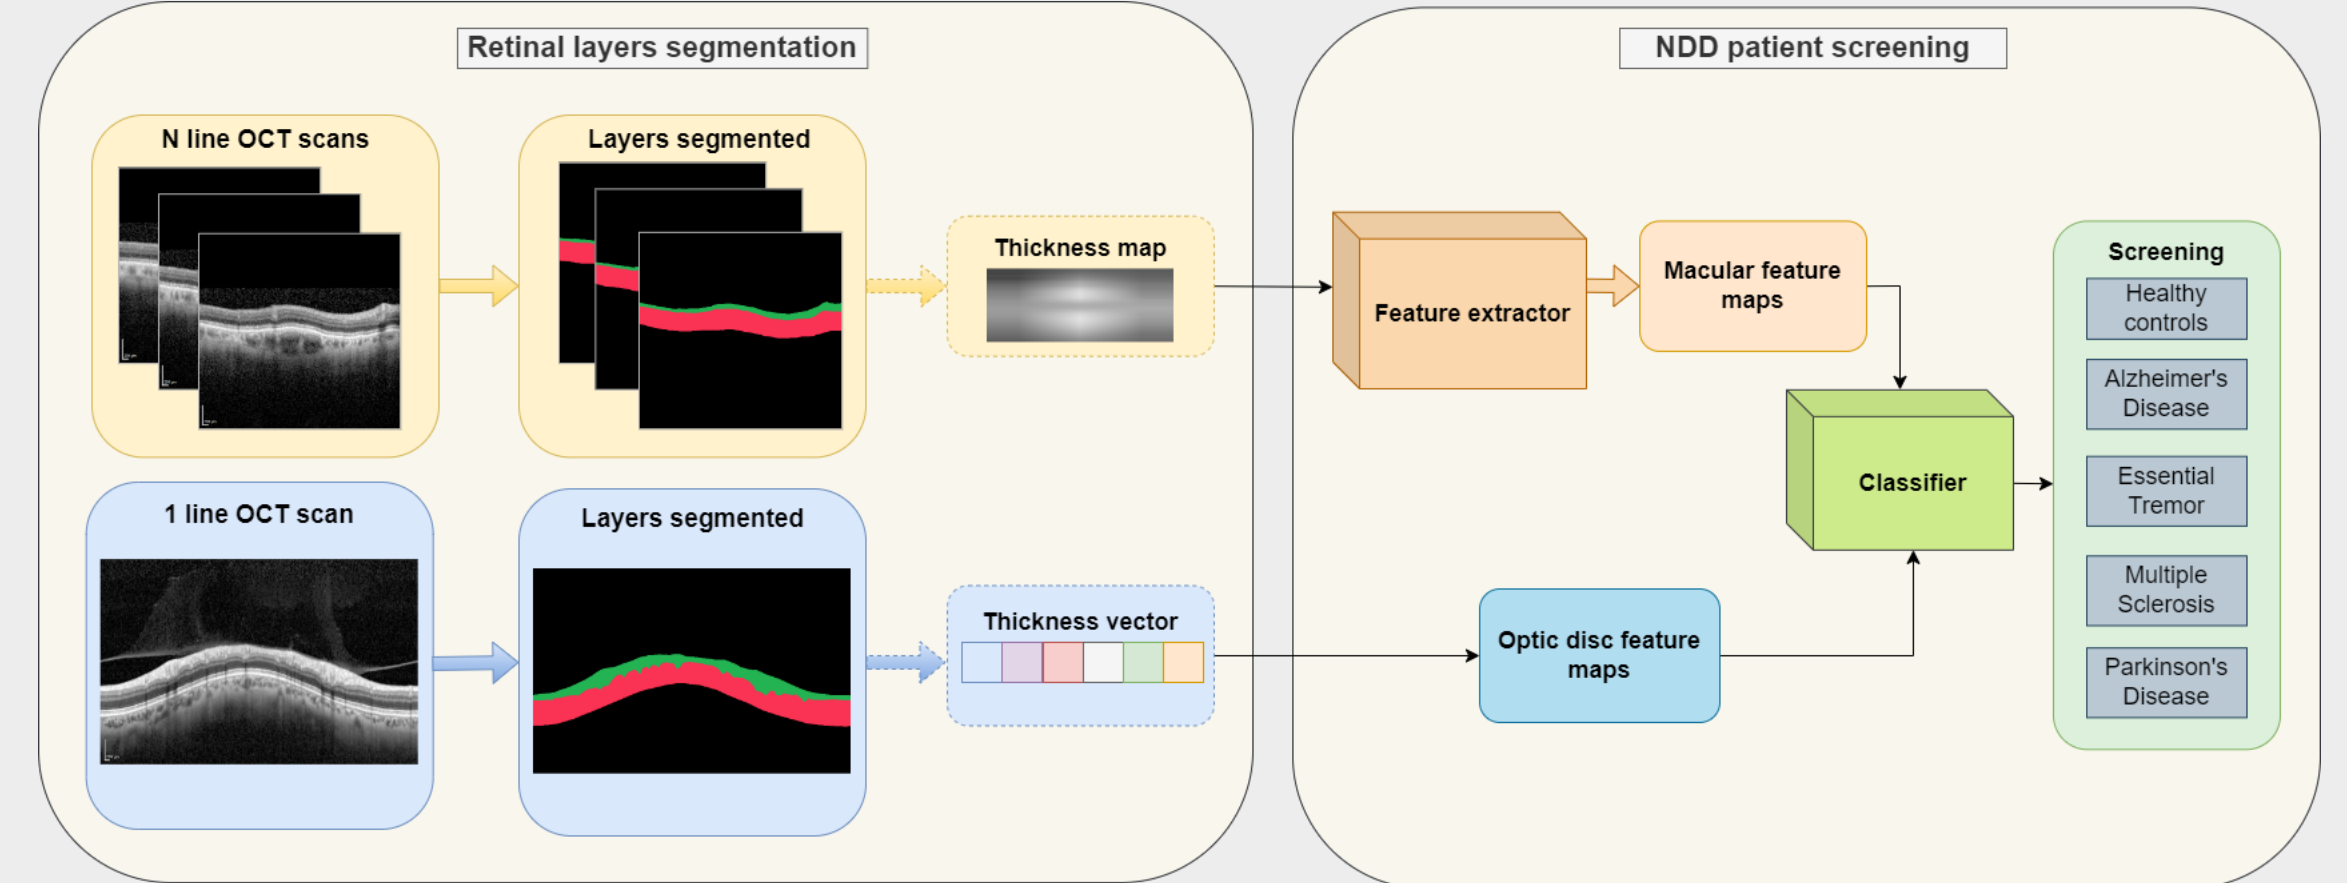 Retinal layers segmentation
N line OCT scans
Layers segmented
Thickness map
1 line OCT scan
Layers segmented
Thickness vector
NDD patient screening
Feature extractor
Macular feature
maps
Optic disc feature
maps
Classifier
Screening
Healthy
controls
Alzheimer's
Disease
Essential
Tremor
Multiple
Sclerosis
Parkinson's
Disease